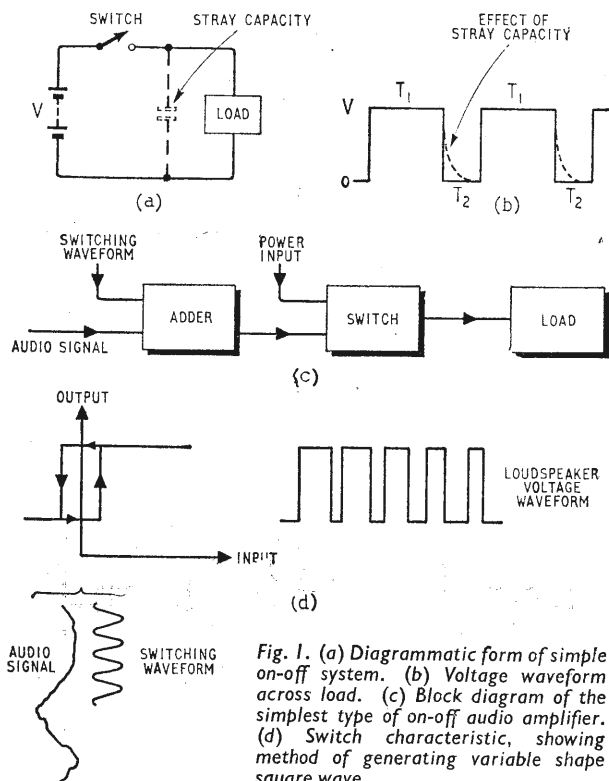 SWITCH
STRAY CAPACITY
V
LOAD
(a)
EFFECT OF
STRAY CAPACITY
V
T₁
T₁
O
T₂
T₂
(b)
SWITCHING
WAVEFORM
POWER
INPUT
ADDER
SWITCH
LOAD
AUDIO SIGNAL
(c)
OUTPUT
INPUT
LOUDSPEAKER
VOLTAGE
WAVEFORM
(d)
AUDIO
SIGNAL
SWITCHING
WAVEFORM
Fig. 1. (a) Diagrammatic form of simple
on-off system. (b) Voltage waveform
across load. (c) Block diagram of the
simplest type of on-off audio amplifier.
(d) Switch characteristic, showing
method of generating variable shape
square wave